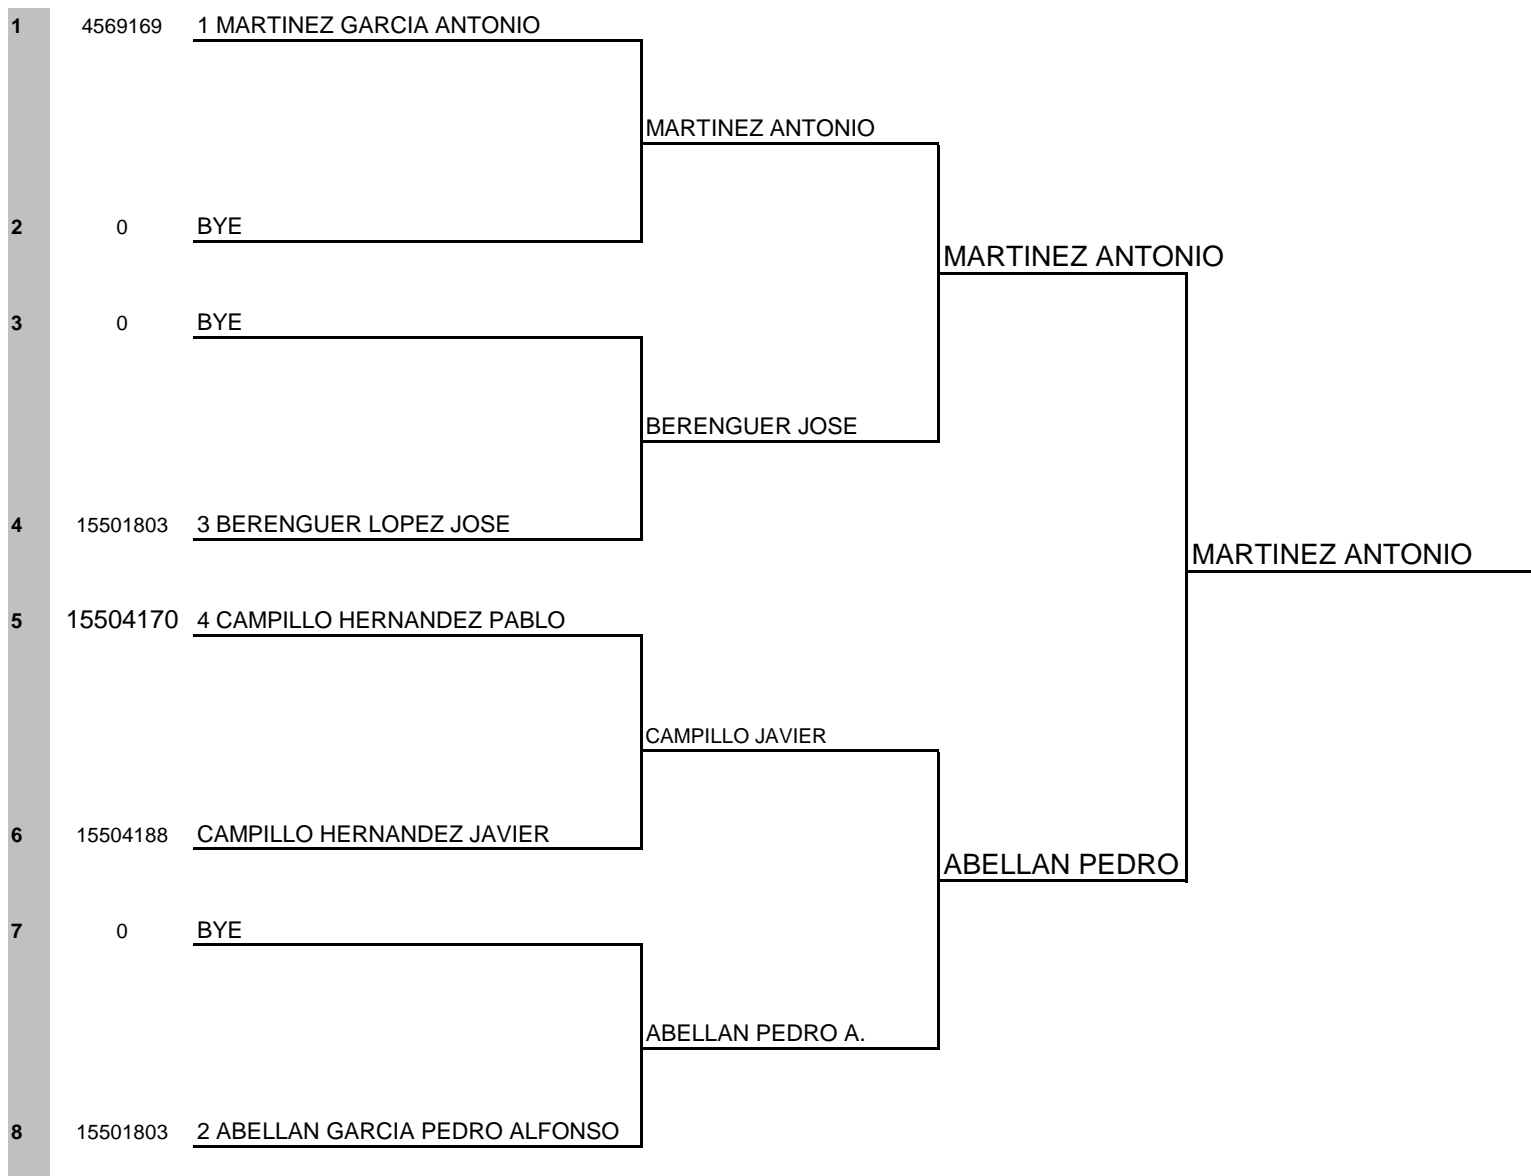 1 4569169 1 MARTINEZ GARCIA ANTONIO
MARTINEZ ANTONIO
2 0 BYE
MARTINEZ ANTONIO
3 0 BYE
BERENGUER JOSE
4 15501803 3 BERENGUER LOPEZ JOSE
MARTINEZ ANTONIO
5 15504170 4 CAMPILLO HERNANDEZ PABLO
CAMPILLO JAVIER
6 15504188 CAMPILLO HERNANDEZ JAVIER
ABELLAN PEDRO
7 0 BYE
ABELLAN PEDRO A.
8 15501803 2 ABELLAN GARCIA PEDRO ALFONSO